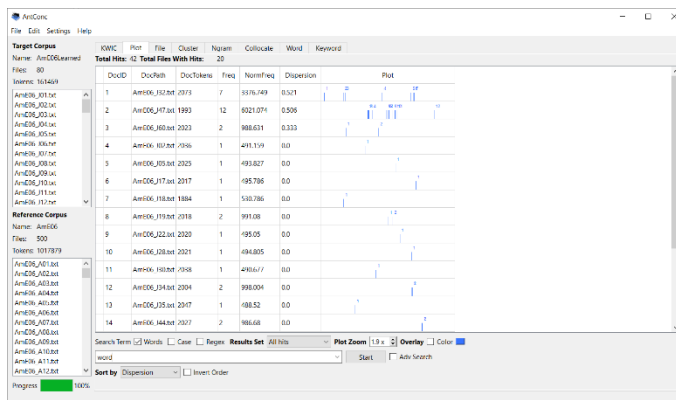 AntConc
File Edit Settings Help
Target Corpus
Name: AmE06Learned
Files: 80
Tokens: 161469
AmE06_J01.txt
AmE06_J02.txt
AmE06_J03.txt
AmE06_J04.txt
AmE06_J05.txt
AmE06_J06.txt
AmE06_J07.txt
AmE06_J08.txt
AmE06_J09.txt
AmE06_J10.txt
AmE06_J11.txt
AmE06_J12.txt
Reference Corpus
Name: AmE06
Files: 500
Tokens: 1017879
AmE06_A01.txt
AmE06_A02.txt
AmE06_A03.txt
AmE06_A04.txt
AmE06_A05.txt
AmE06_A06.txt
AmE06_A07.txt
AmE06_A08.txt
AmE06_A09.txt
AmE06_A10.txt
AmE06_A11.txt
AmE06_A12.txt
Progress 100%
KWIC Plot File Cluster Ngram Collocate Word Keyword
Total Hits: 42 Total Files With Hits: 20
DocID DocPath DocTokens Freq NormFreq Dispersion Plot
1 AmE06_J32.txt 2073 7 3376.749 0.521
2 AmE06_J47.txt 1993 12 6021.074 0.506
3 AmE06_J60.txt 2023 2 988.631 0.333
4 AmE06_J02.txt 2036 1 491.159 0.0
5 AmE06_J05.txt 2025 1 493.827 0.0
6 AmE06_J17.txt 2017 1 495.786 0.0
7 AmE06_J18.txt 1884 1 530.786 0.0
8 AmE06_J19.txt 2018 2 991.08 0.0
9 AmE06_J22.txt 2020 1 495.05 0.0
10 AmE06_J28.txt 2021 1 494.805 0.0
11 AmE06_J30.txt 2038 1 490.677 0.0
12 AmE06_J34.txt 2004 2 998.004 0.0
13 AmE06_J35.txt 2047 1 488.52 0.0
14 AmE06_J44.txt 2027 2 986.68 0.0
Search Term Words Case Regex Results Set All hits Plot Zoom 1.9 x Overlay Color
word Start Adv Search
Sort by Dispersion Invert Order